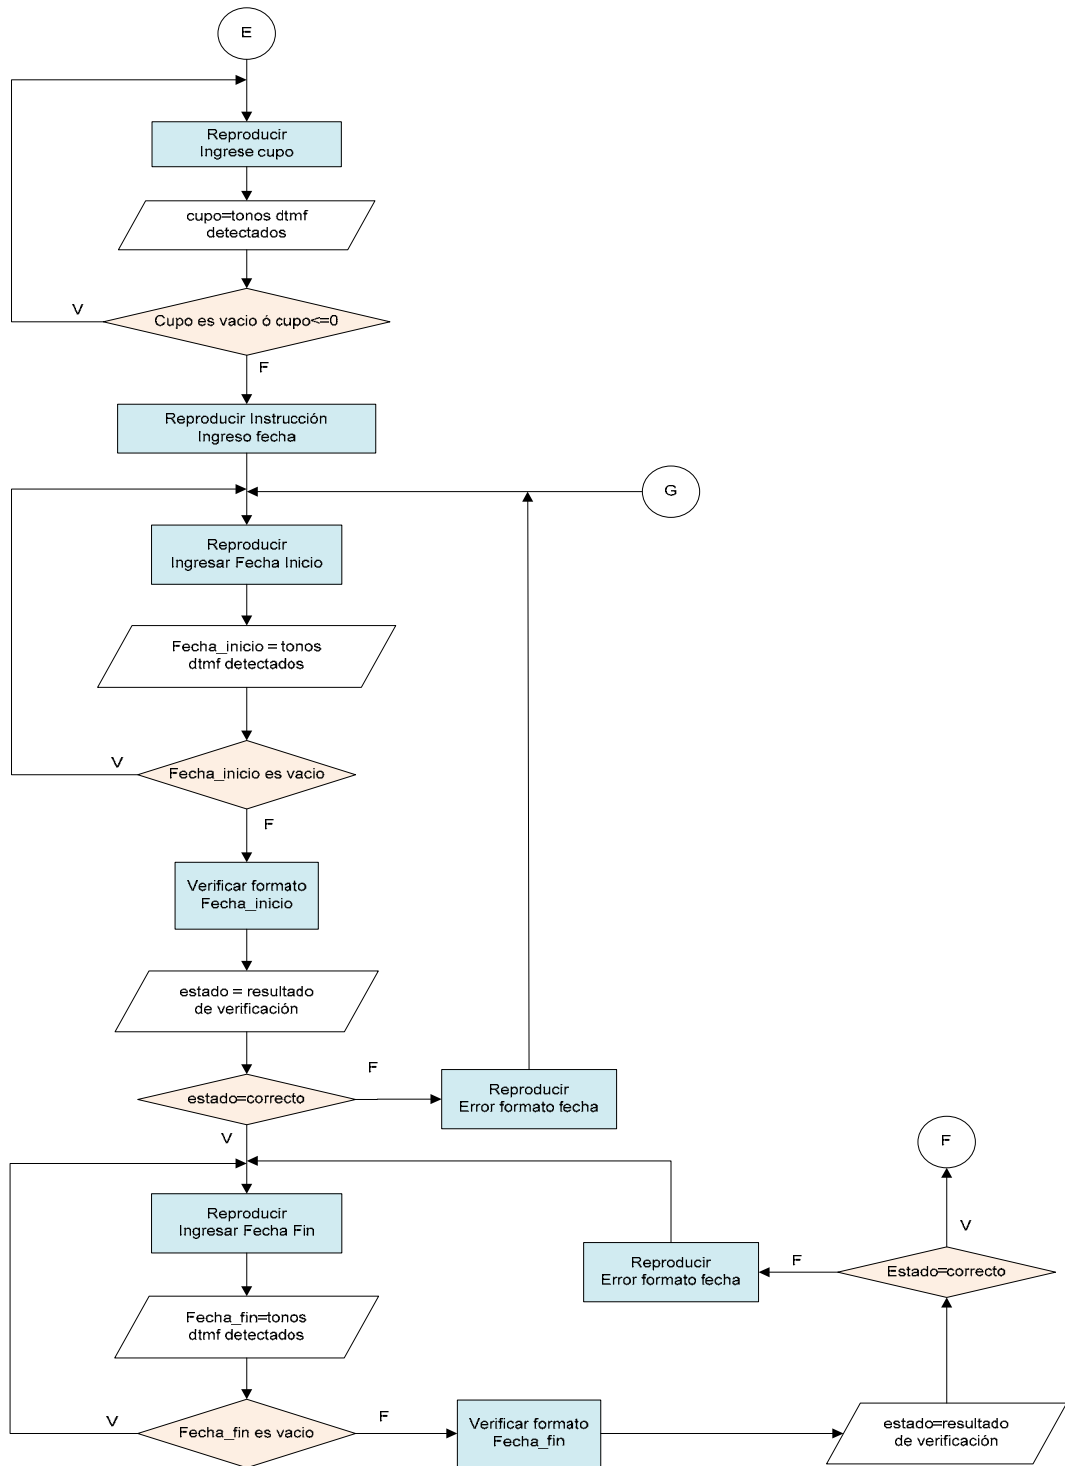 E
Reproducir
Ingrese cupo
cupo=tonos dtmf
detectados
V
Cupo es vacio ó cupo<=0
F
Reproducir Instrucción
Ingreso fecha
G
Reproducir
Ingresar Fecha Inicio
Fecha_inicio = tonos
dtmf detectados
V
Fecha_inicio es vacio
F
Verificar formato
Fecha_inicio
estado = resultado
de verificación
estado=correcto
F
Reproducir
Error formato fecha
V
Reproducir
Ingresar Fecha Fin
Fecha_fin=tonos
dtmf detectados
V
Fecha_fin es vacio
F
Verificar formato
Fecha_fin
estado=resultado
de verificación
Estado=correcto
F
Reproducir
Error formato fecha
V
F